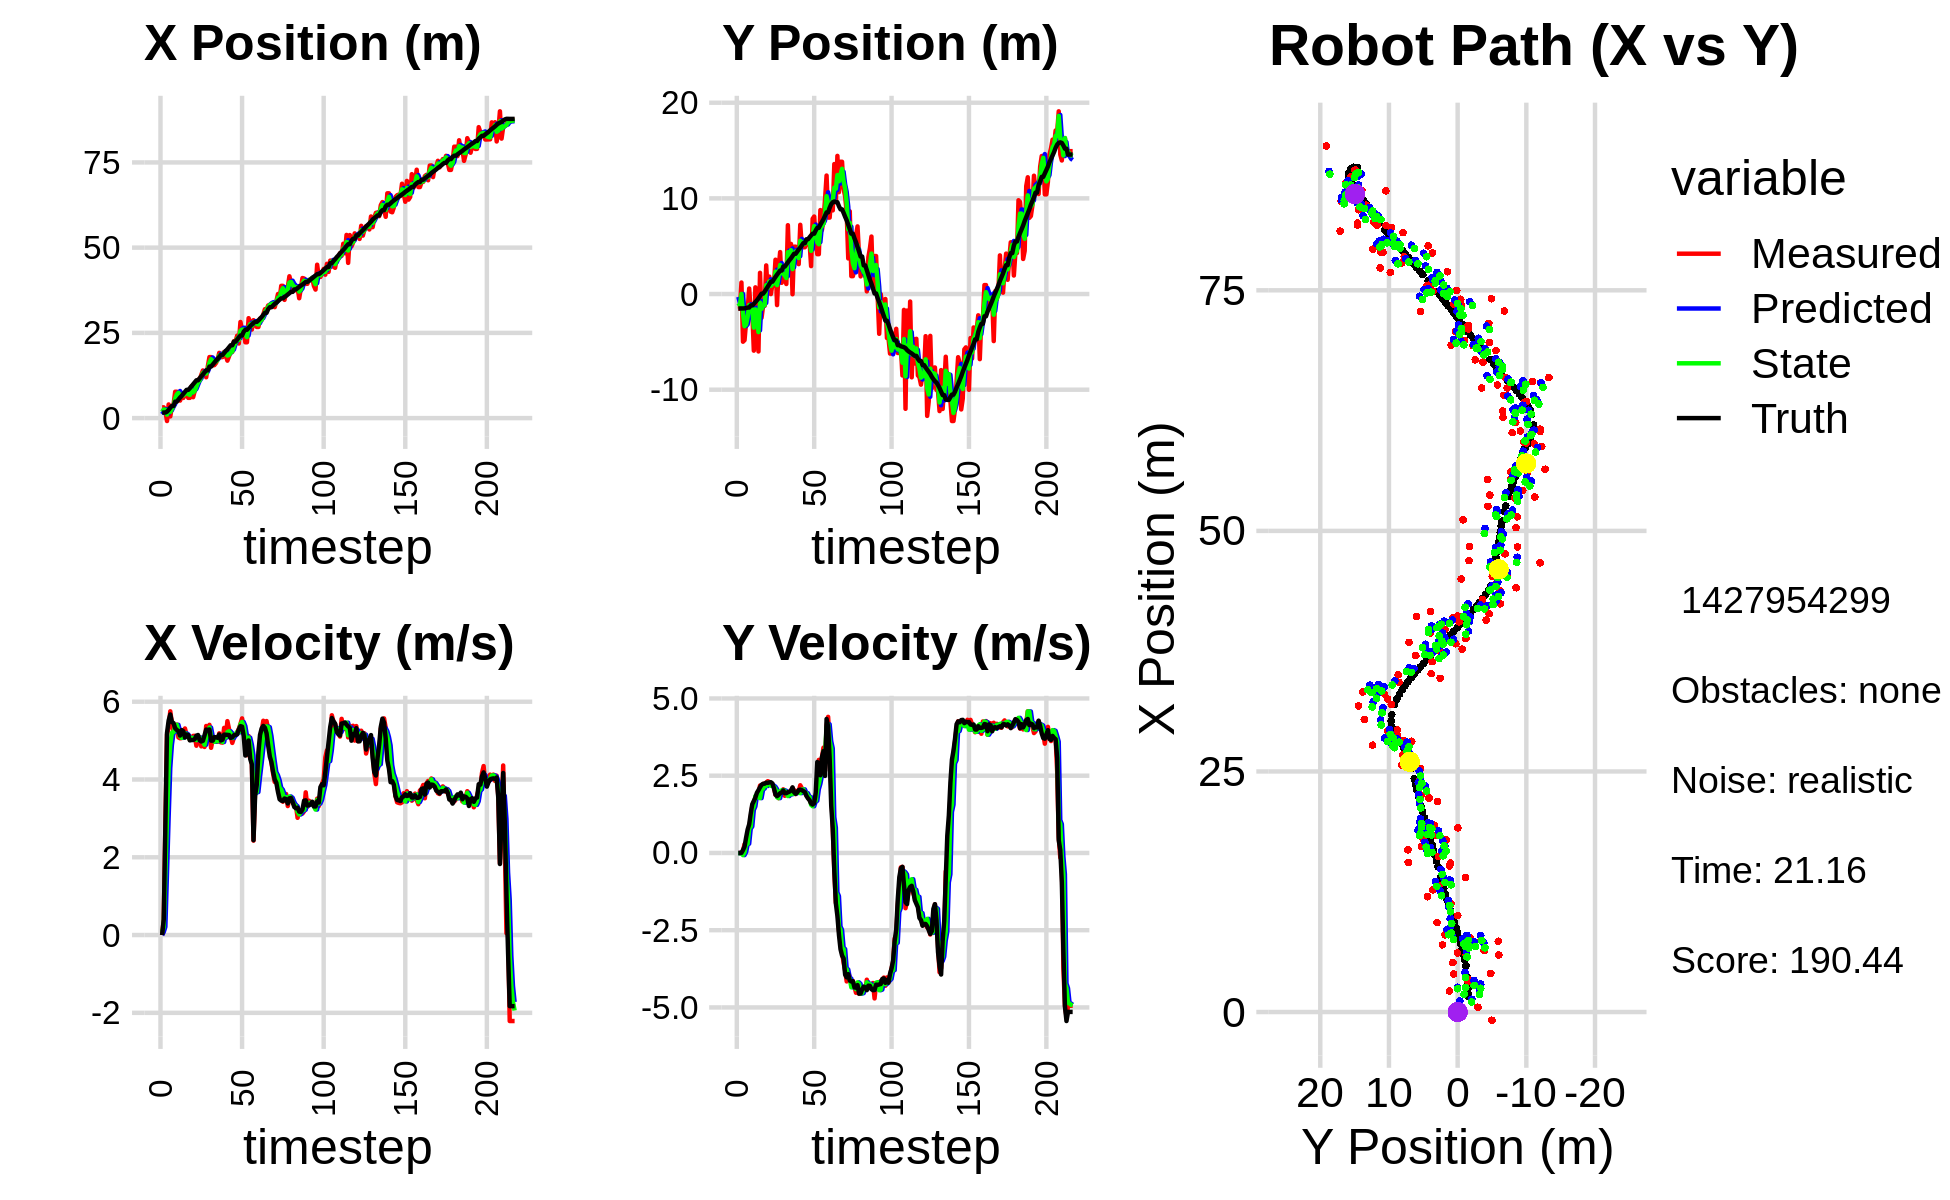 X Position (m)
75
50
25
0
0
50
100
150
200
timestep
Y Position (m)
20
10
0
-10
0
50
100
150
200
timestep
X Velocity (m/s)
6
4
2
0
-2
0
50
100
150
200
timestep
Y Velocity (m/s)
5.0
2.5
0.0
-2.5
-5.0
0
50
100
150
200
timestep
Robot Path (X vs Y)
X Position (m)
75
50
25
0
20 10 0 -10 -20
Y Position (m)
variable
Measured
Predicted
State
Truth
1427954299
Obstacles: none
Noise: realistic
Time: 21.16
Score: 190.44